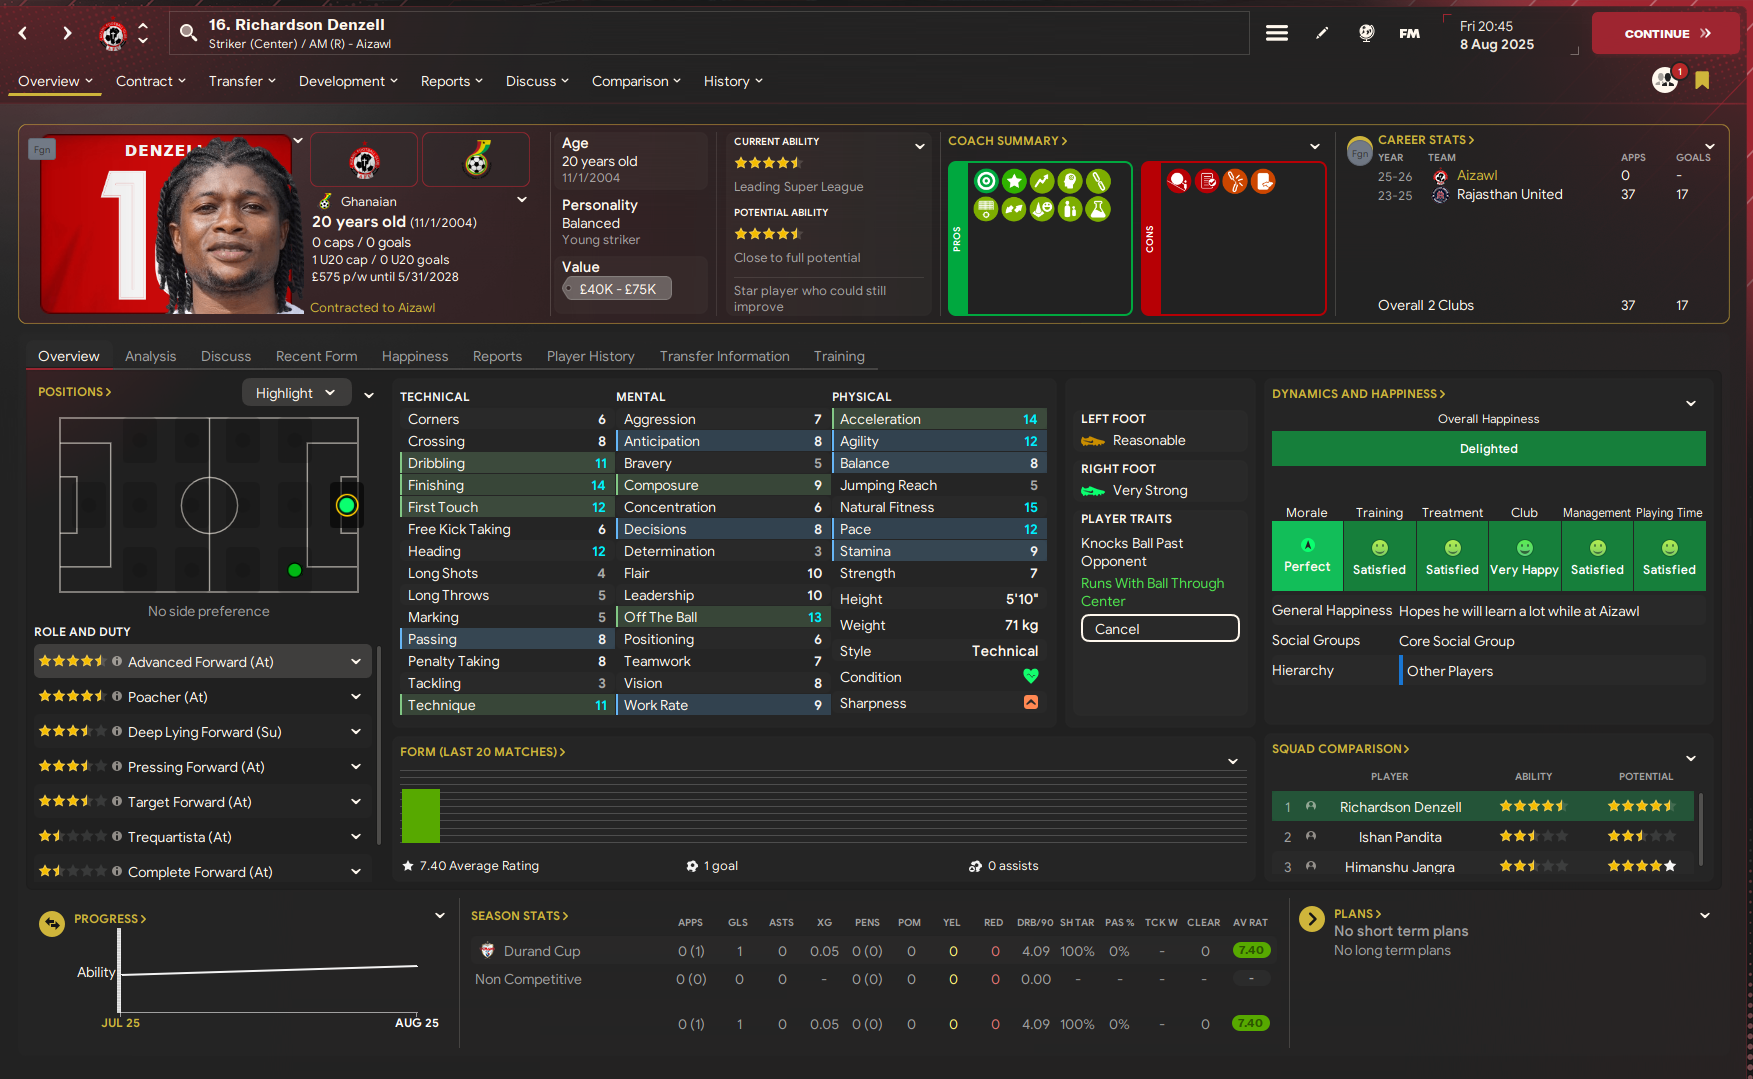 16. Richardson Denzell
Striker (Center) / AM (R) - Aizawl
FM
Fri 20:45
8 Aug 2025
CONTINUE
Overview
Contract
Transfer
Development
Reports
Discuss
Comparison
History
1
Fgn
DENZELL
Ghanaian
20 years old (11/1/2004)
0 caps / 0 goals
1 U20 cap / 0 U20 goals
£575 p/w until 5/31/2028
Contracted to Aizawl
Age
20 years old
11/1/2004
Personality
Balanced
Young striker
Value
£40K - £75K
CURRENT ABILITY
Leading Super League
POTENTIAL ABILITY
Close to full potential
Star player who could still
improve
COACH SUMMARY
PROS
CONS
Fgn
CAREER STATS
YEAR TEAM APPS GOALS
25-26 Aizawl 0 -
23-25 Rajasthan United 37 17
Overall 2 Clubs 37 17
Overview
Analysis
Discuss
Recent Form
Happiness
Reports
Player History
Transfer Information
Training
POSITIONS
Highlight
No side preference
ROLE AND DUTY
Advanced Forward (At)
Poacher (At)
Deep Lying Forward (Su)
Pressing Forward (At)
Target Forward (At)
Trequartista (At)
Complete Forward (At)
TECHNICAL
Corners 6
Crossing 8
Dribbling 11
Finishing 14
First Touch 12
Free Kick Taking 6
Heading 12
Long Shots 4
Long Throws 5
Marking 5
Passing 8
Penalty Taking 8
Tackling 3
Technique 11
MENTAL
Aggression 7
Anticipation 8
Bravery 5
Composure 9
Concentration 6
Decisions 8
Determination 3
Flair 10
Leadership 10
Off The Ball 13
Positioning 6
Teamwork 7
Vision 8
Work Rate 9
PHYSICAL
Acceleration 14
Agility 12
Balance 8
Jumping Reach 5
Natural Fitness 15
Pace 12
Stamina 9
Strength 7
Height 5'10"
Weight 71 kg
Style Technical
Condition
Sharpness
LEFT FOOT
Reasonable
RIGHT FOOT
Very Strong
PLAYER TRAITS
Knocks Ball Past
Opponent
Runs With Ball Through
Center
Cancel
DYNAMICS AND HAPPINESS
Overall Happiness
Delighted
Morale Training Treatment Club Management Playing Time
Perfect Satisfied Satisfied Very Happy Satisfied Satisfied
General Happiness Hopes he will learn a lot while at Aizawl
Social Groups Core Social Group
Hierarchy Other Players
FORM (LAST 20 MATCHES)
7.40 Average Rating
1 goal
0 assists
SQUAD COMPARISON
PLAYER ABILITY POTENTIAL
1 Richardson Denzell
2 Ishan Pandita
3 Himanshu Jangra
PROGRESS
Ability
JUL 25
AUG 25
SEASON STATS
APPS GLS ASTS XG PENS POM YEL RED DRB/90 SH TAR PAS % TCK W CLEAR AV RAT
Durand Cup 0 (1) 1 0 0.05 0 (0) 0 0 0 4.09 100% 0% - 0 7.40
Non Competitive 0 (0) 0 0 - 0 (0) 0 0 0 0.00 - - - - -
0 (1) 1 0 0.05 0 (0) 0 0 0 4.09 100% 0% - 0 7.40
PLANS
No short term plans
No long term plans